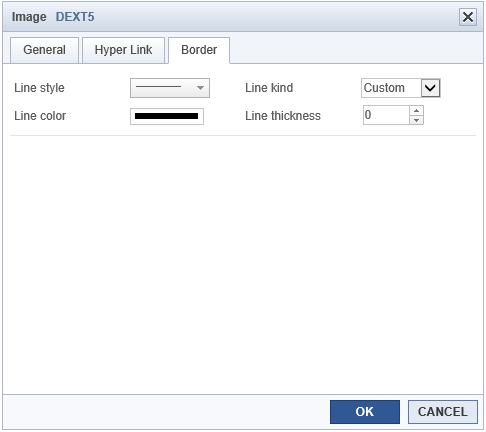 Image DEXT5
General Hyper Link Border
Line style Line kind Custom
Line color Line thickness 0
OK CANCEL